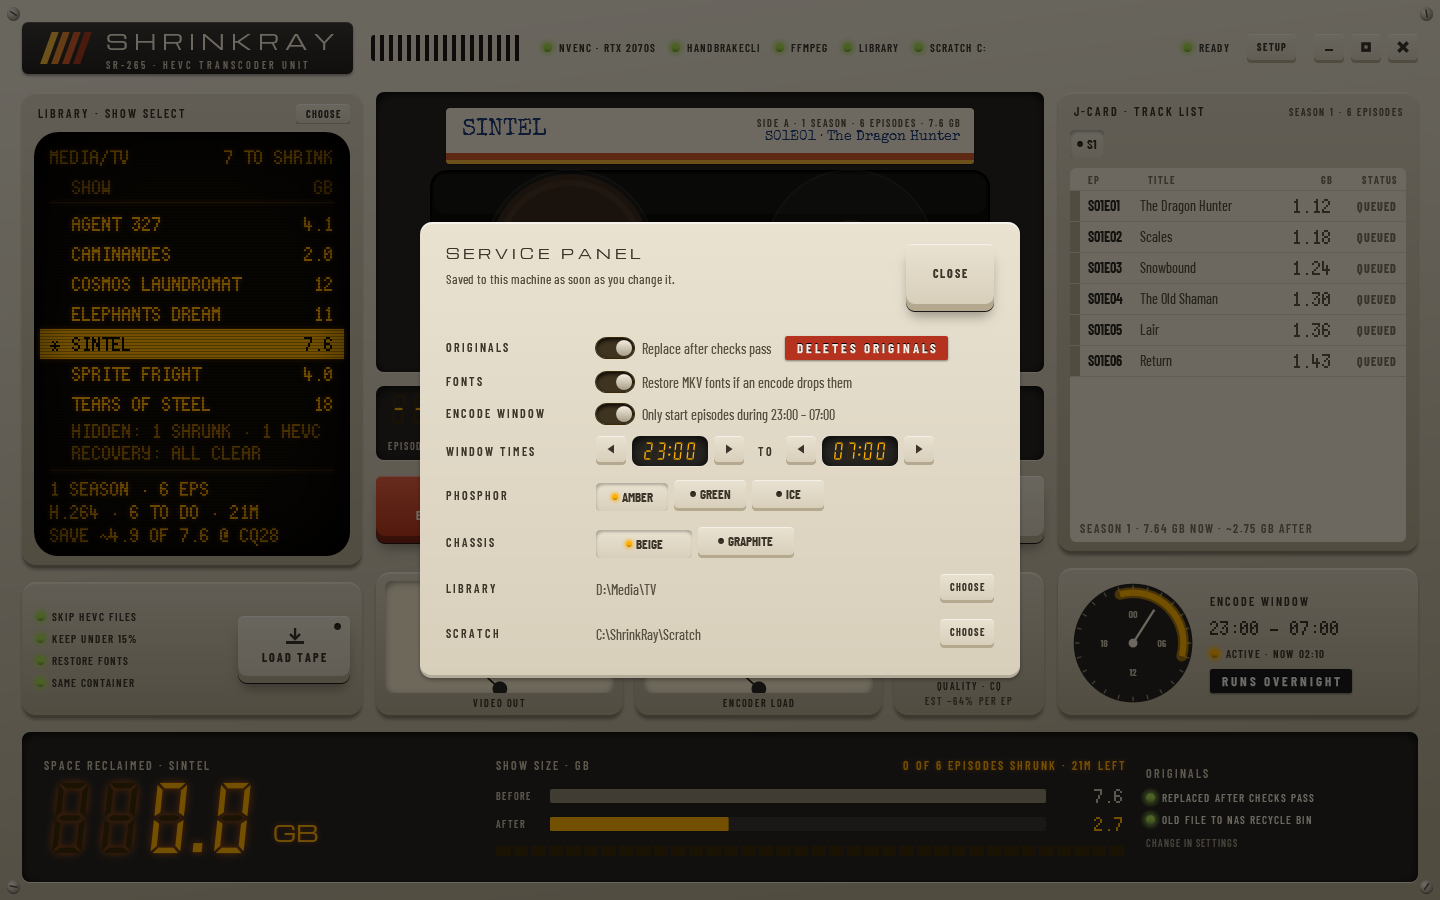 SHRINKRAY
SR-265 · HEVC TRANSCODER UNIT
NVENC · RTX 2070S
HANDBRAKECLI
FFMPEG
LIBRARY
SCRATCH C:
READY
SETUP
LIBRARY · SHOW SELECT
CHOOSE
MEDIA/TV 7 TO SHRINK
SHOW GB
AGENT 327 4.1
CAMINANDES 2.0
COSMOS LAUNDROMAT 12
ELEPHANTS DREAM 11
* SINTEL 7.6
SPRITE FRIGHT 4.0
TEARS OF STEEL 18
HIDDEN: 1 SHRUNK · 1 HEVC
RECOVERY: ALL CLEAR
1 SEASON · 6 EPS
H.264 · 6 TO DO · 21M
SAVE ~4.9 OF 7.6 @ CQ28
SINTEL
SIDE A · 1 SEASON · 6 EPISODES · 7.6 GB
S01E01 · The Dragon Hunter
J-CARD · TRACK LIST
SEASON 1 · 6 EPISODES
S1
EP TITLE GB STATUS
S01E01 The Dragon Hunter 1.12 QUEUED
S01E02 Scales 1.18 QUEUED
S01E03 Snowbound 1.24 QUEUED
S01E04 The Old Shaman 1.30 QUEUED
S01E05 Lair 1.36 QUEUED
S01E06 Return 1.43 QUEUED
SEASON 1 · 7.64 GB NOW · ~2.75 GB AFTER
SERVICE PANEL
Saved to this machine as soon as you change it.
CLOSE
ORIGINALS Replace after checks pass DELETES ORIGINALS
FONTS Restore MKV fonts if an encode drops them
ENCODE WINDOW Only start episodes during 23:00 – 07:00
WINDOW TIMES 23:00 TO 07:00
PHOSPHOR AMBER GREEN ICE
CHASSIS BEIGE GRAPHITE
LIBRARY D:\Media\TV CHOOSE
SCRATCH C:\ShrinkRay\Scratch CHOOSE
SKIP HEVC FILES
KEEP UNDER 15%
RESTORE FONTS
SAME CONTAINER
LOAD TAPE
VIDEO OUT
ENCODER LOAD
QUALITY · CQ
EST ~64% PER EP
00
06
12
18
ENCODE WINDOW
23:00 – 07:00
ACTIVE · NOW 02:10
RUNS OVERNIGHT
SPACE RECLAIMED · SINTEL
0.0 GB
SHOW SIZE · GB
0 OF 6 EPISODES SHRUNK · 21M LEFT
BEFORE 7.6
AFTER 2.7
ORIGINALS
REPLACED AFTER CHECKS PASS
OLD FILE TO NAS RECYCLE BIN
CHANGE IN SETTINGS